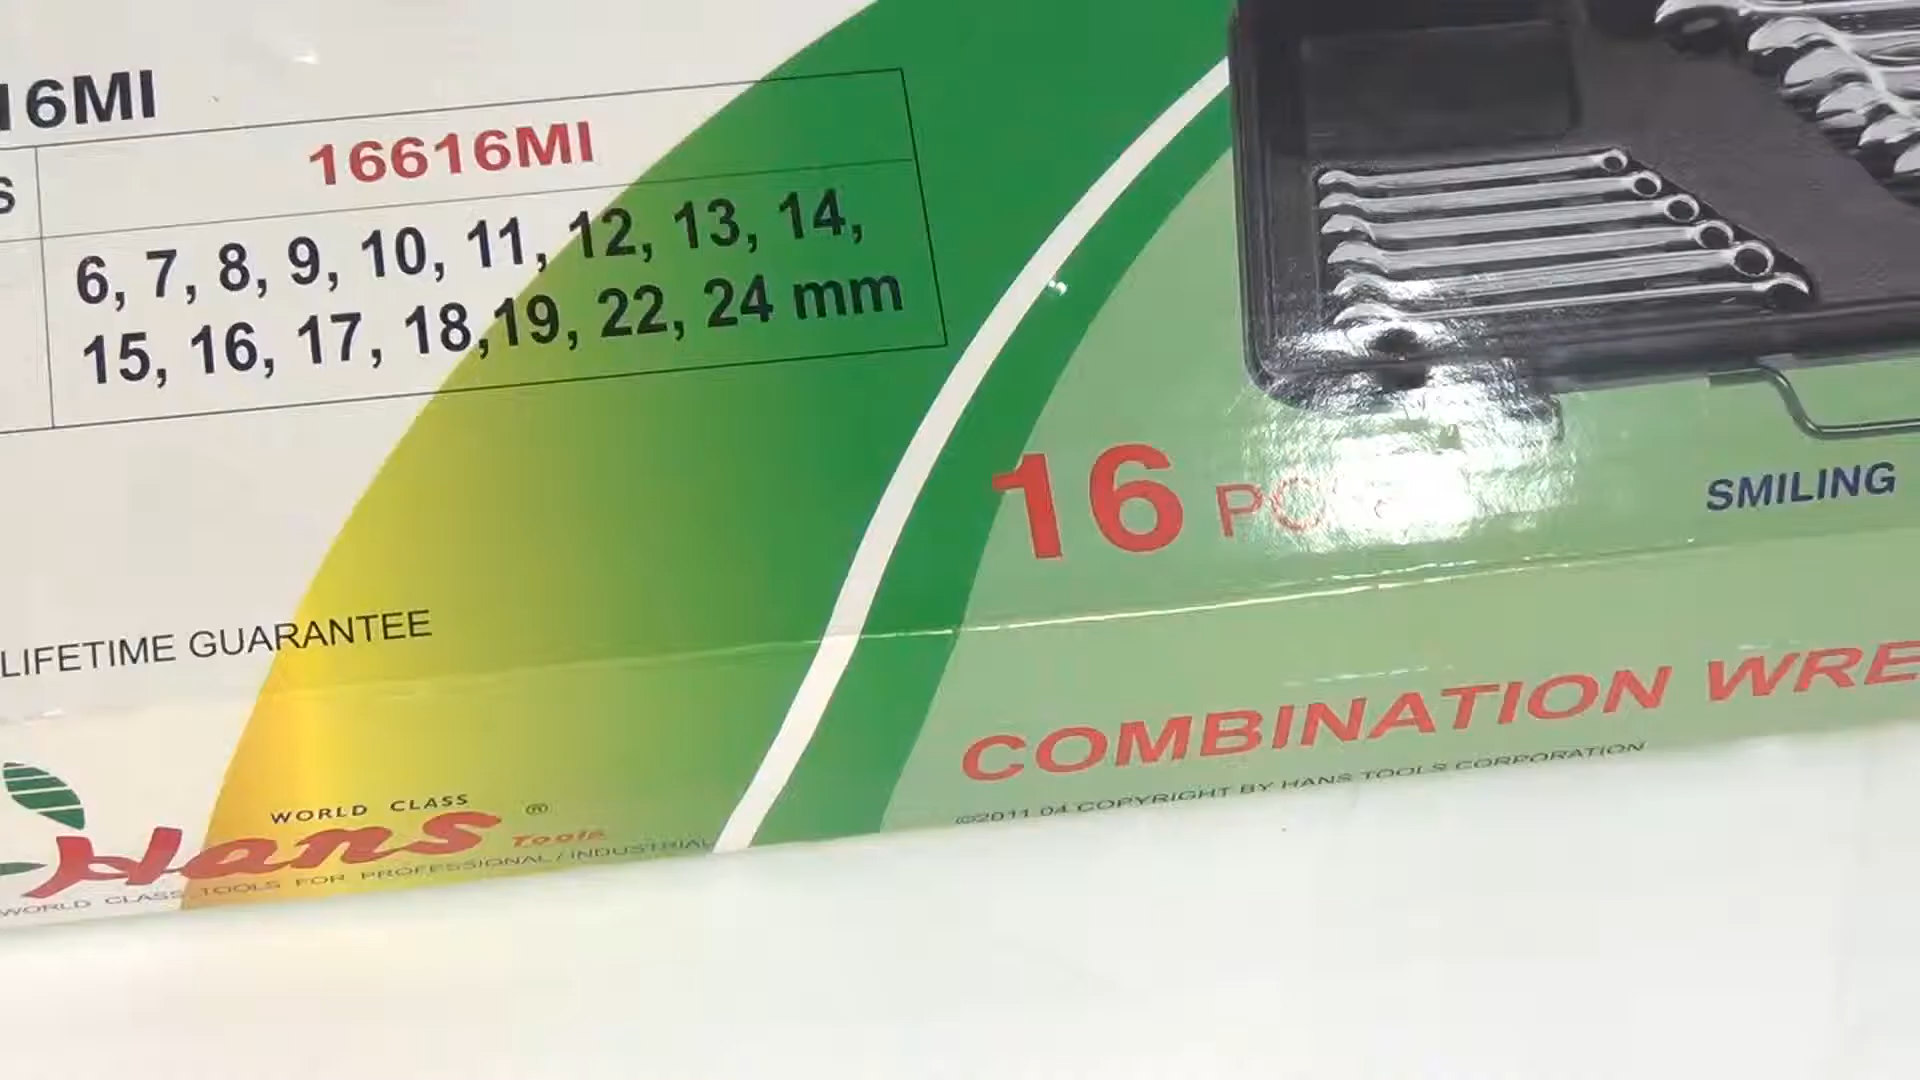 16MI
S
16616MI
6, 7, 8, 9, 10, 11, 12, 13, 14,
15, 16, 17, 18,19, 22, 24 mm
LIFETIME GUARANTEE
WORLD CLASS
Hans Tools ®
WORLD CLASS TOOLS FOR PROFESSIONAL / INDUSTRIAL
16
SMILING
COMBINATION WRE
©2011.04 COPYRIGHT BY HANS TOOLS CORPORATION